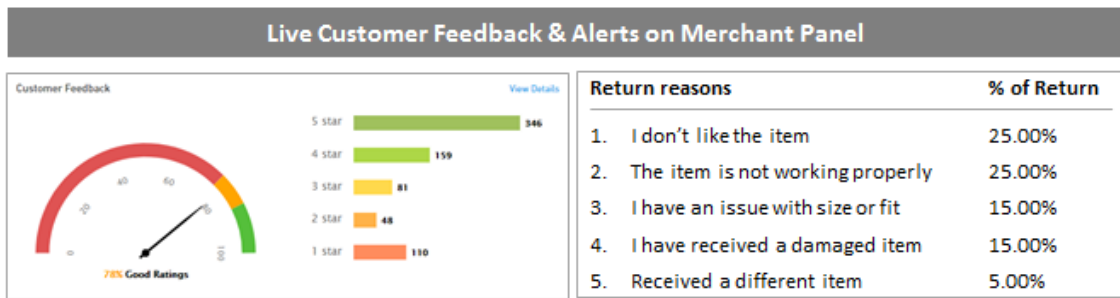 Live Customer Feedback & Alerts on Merchant Panel
Customer Feedback
View Details
5 star 346
4 star 159
3 star 81
2 star 48
1 star 110
0 20 40 60 80 100
78% Good Ratings
Return reasons % of Return
1. I don't like the item 25.00%
2. The item is not working properly 25.00%
3. I have an issue with size or fit 15.00%
4. I have received a damaged item 15.00%
5. Received a different item 5.00%